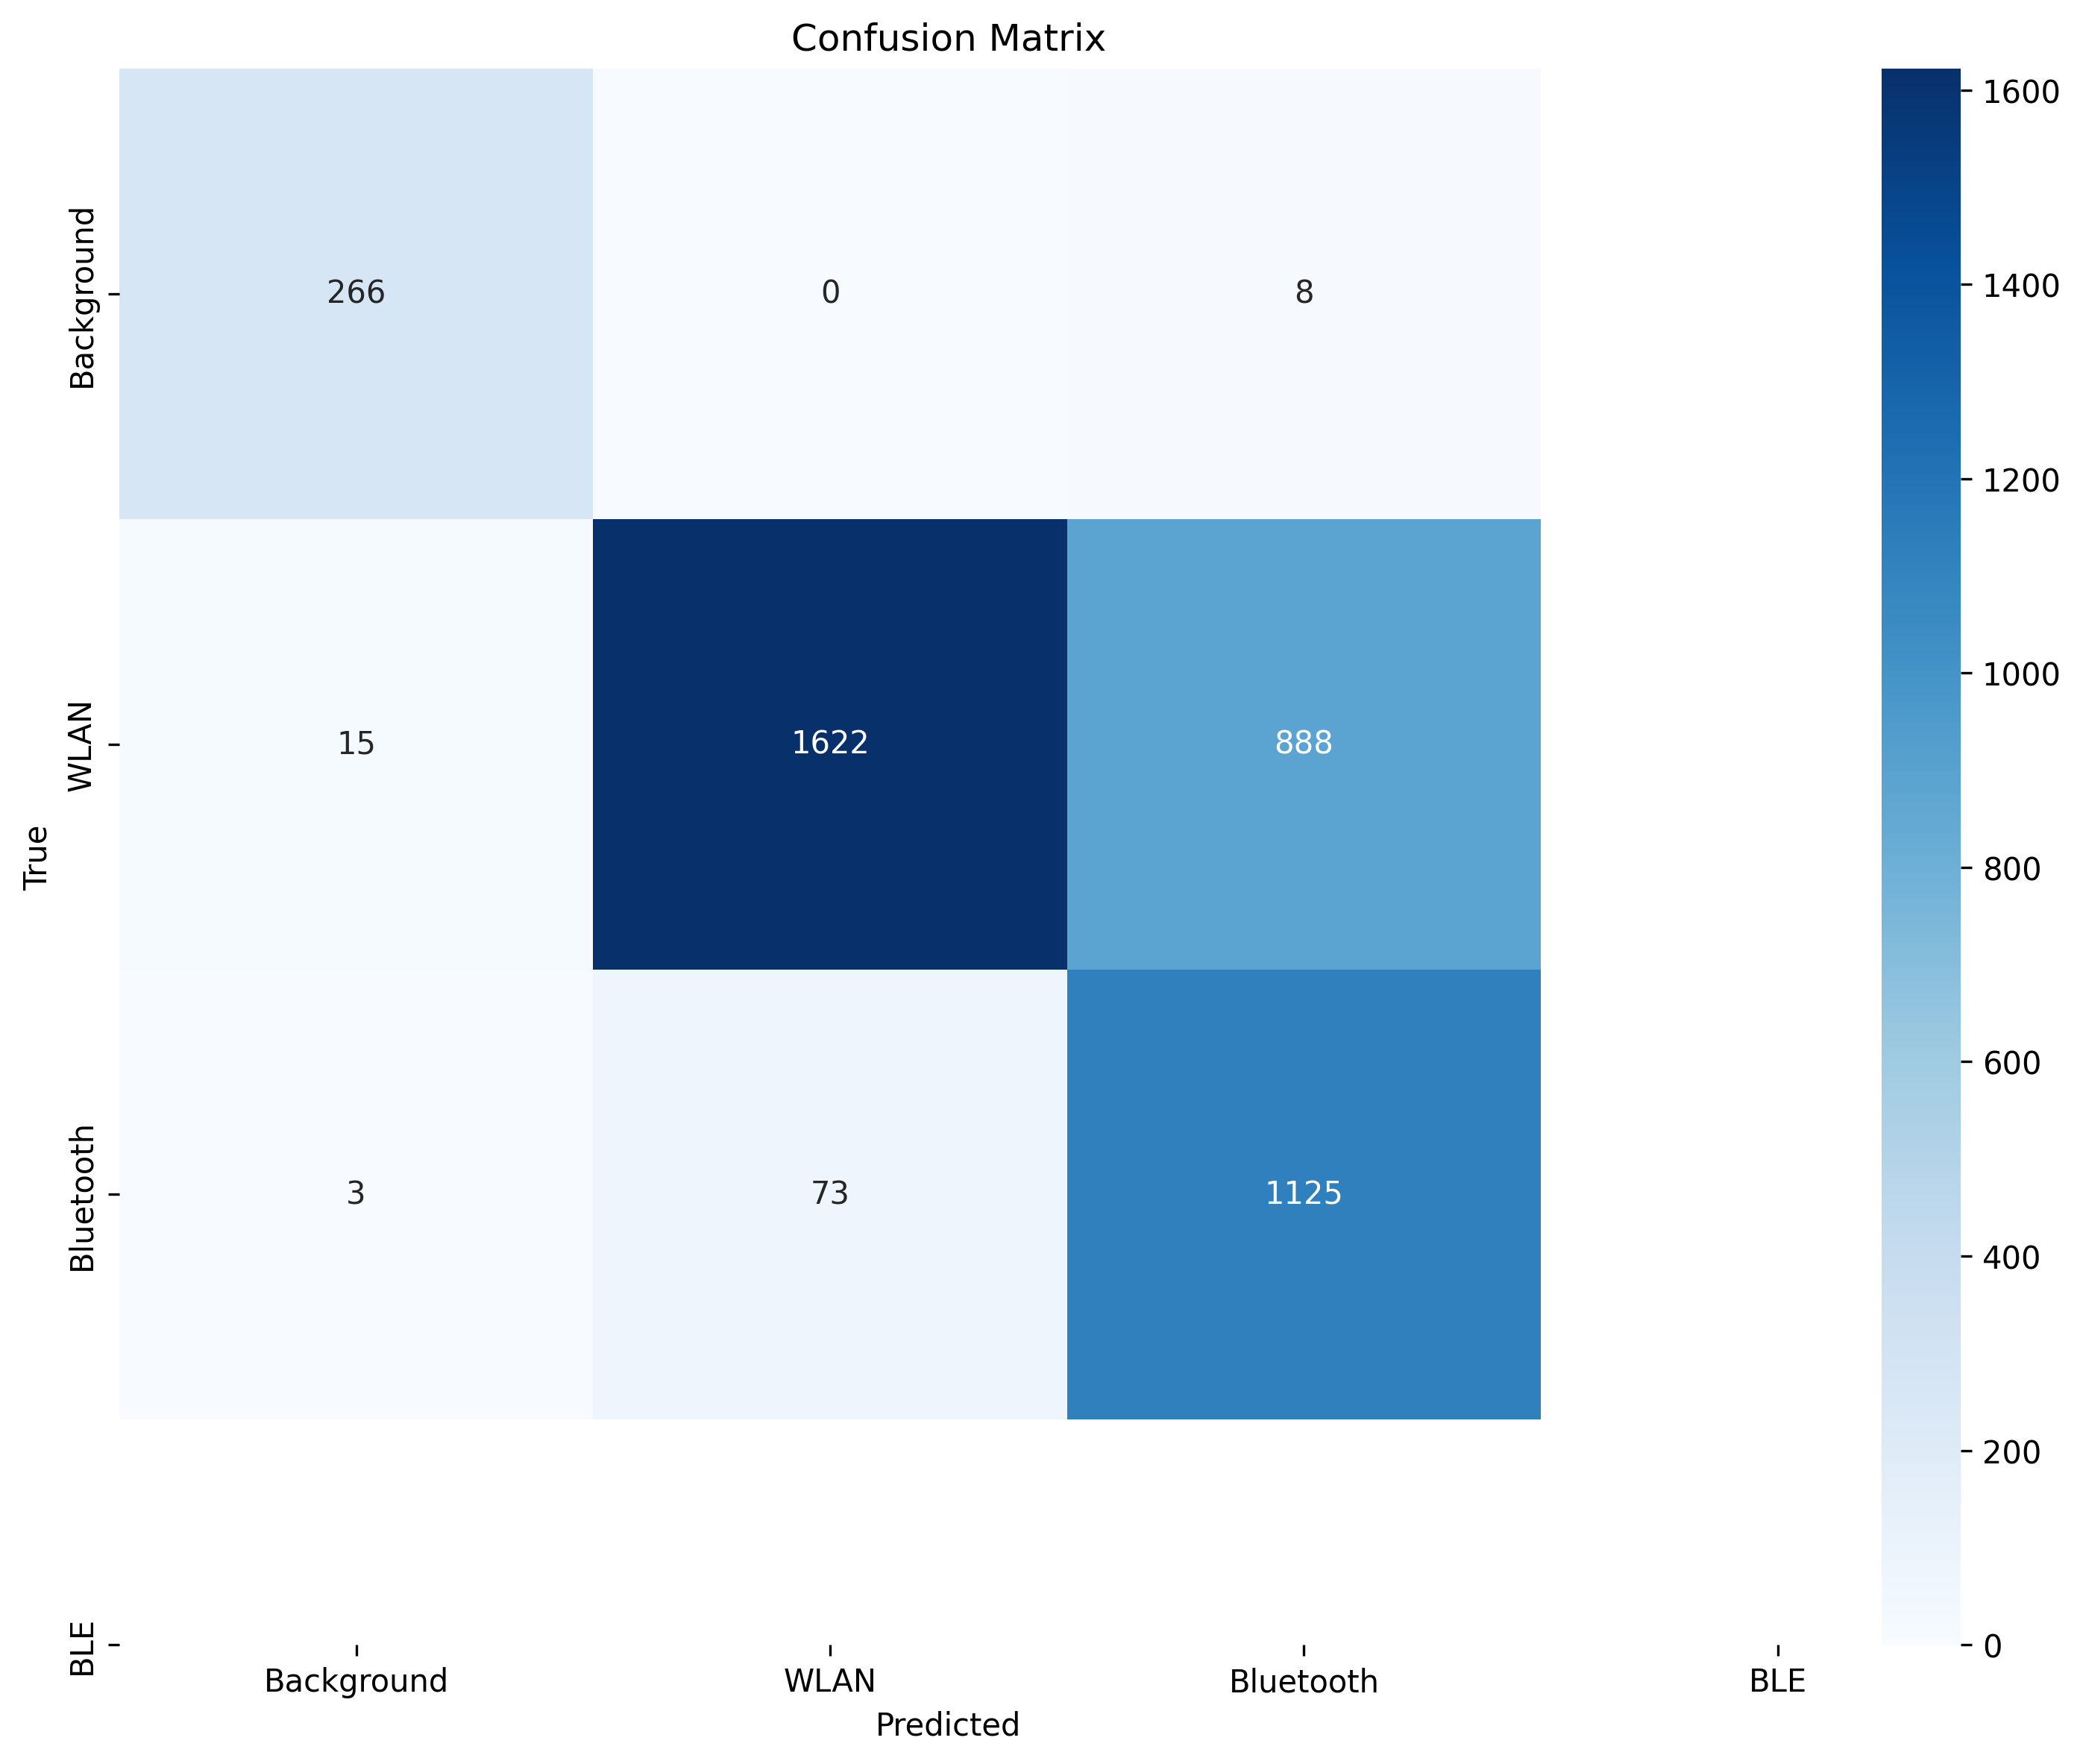 Confusion Matrix
True
Background
266
0
8
WLAN
15
1622
888
Bluetooth
3
73
1125
BLE
Background
WLAN
Bluetooth
BLE
Predicted
1600
1400
1200
1000
800
600
400
200
0